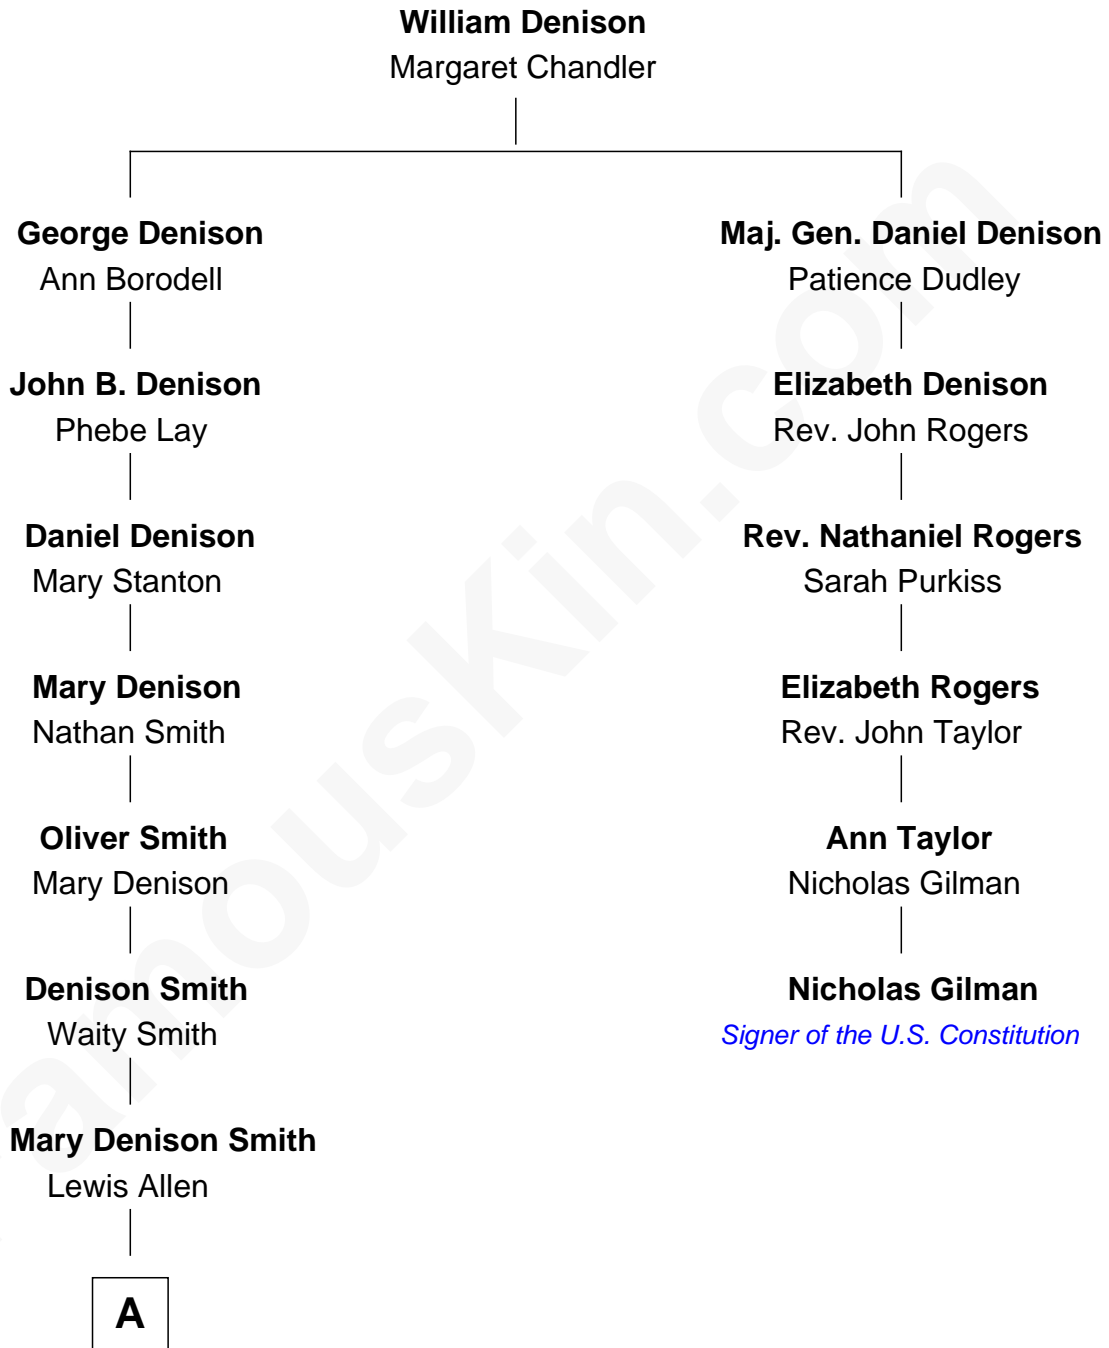 William Denison
Margaret Chandler
George Denison
Ann Borodell
Maj. Gen. Daniel Denison
Patience Dudley
John B. Denison
Phebe Lay
Elizabeth Denison
Rev. John Rogers
Daniel Denison
Mary Stanton
Rev. Nathaniel Rogers
Sarah Purkiss
Mary Denison
Nathan Smith
Elizabeth Rogers
Rev. John Taylor
Oliver Smith
Mary Denison
Ann Taylor
Nicholas Gilman
Denison Smith
Waity Smith
Nicholas Gilman
Signer of the U.S. Constitution
Mary Denison Smith
Lewis Allen
A
amousKin.com